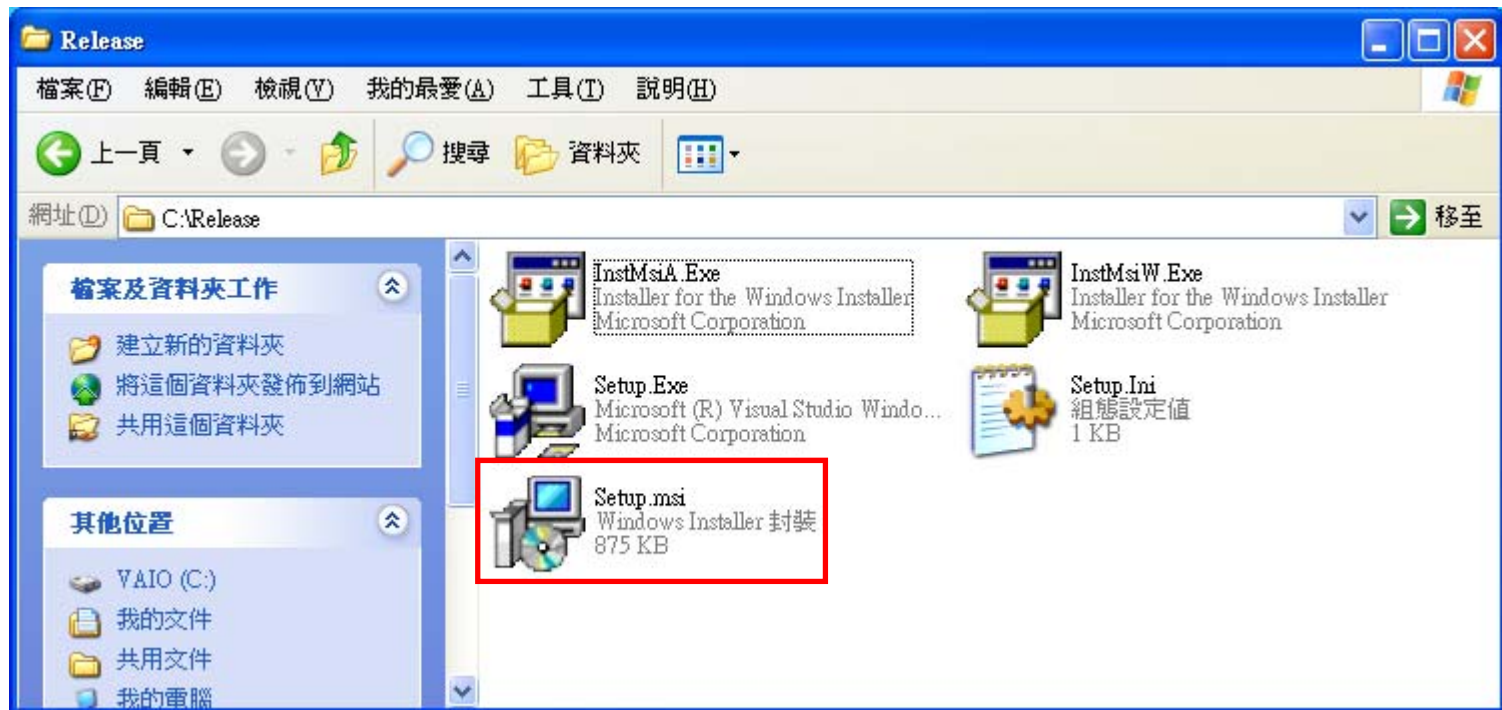 Release
檔案(F) 編輯(E) 檢視(V) 我的最愛(A) 工具(T) 說明(H)
上一頁 搜尋 資料夾
網址(D) C:\Release 移至
檔案及資料夾工作
建立新的資料夾
將這個資料夾發佈到網站
共用這個資料夾
其他位置
VAIO (C:)
我的文件
共用文件
我的電腦
InstMsiA.Exe
Installer for the Windows Installer
Microsoft Corporation
InstMsiW.Exe
Installer for the Windows Installer
Microsoft Corporation
Setup.Exe
Microsoft (R) Visual Studio Windo...
Microsoft Corporation
Setup.Ini
組態設定值
1 KB
Setup.msi
Windows Installer 封裝
875 KB